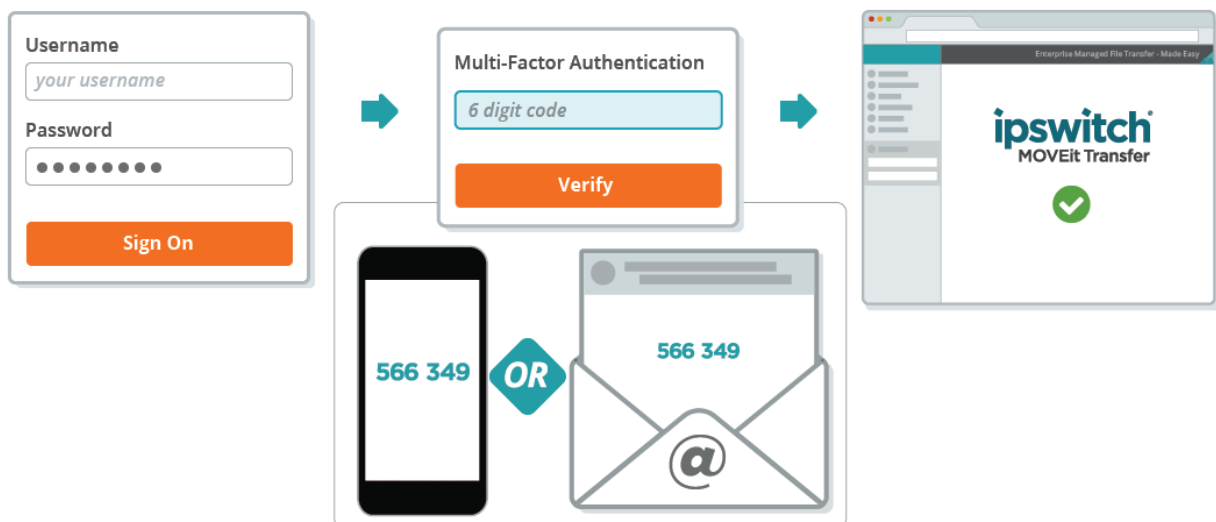 Username
your username
Password
Sign On
Multi-Factor Authentication
6 digit code
Verify
566 349
OR
566 349
@
Enterprise Managed File Transfer - Made Easy
ipswitch
MOVEit Transfer